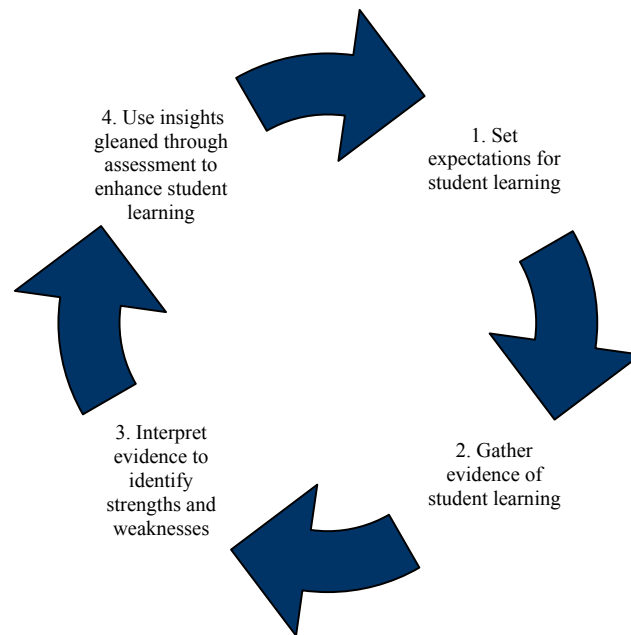 1. Set
expectations for
student learning
2. Gather
evidence of
student learning
3. Interpret
evidence to
identify
strengths and
weaknesses
4. Use insights
gleaned through
assessment to
enhance student
learning